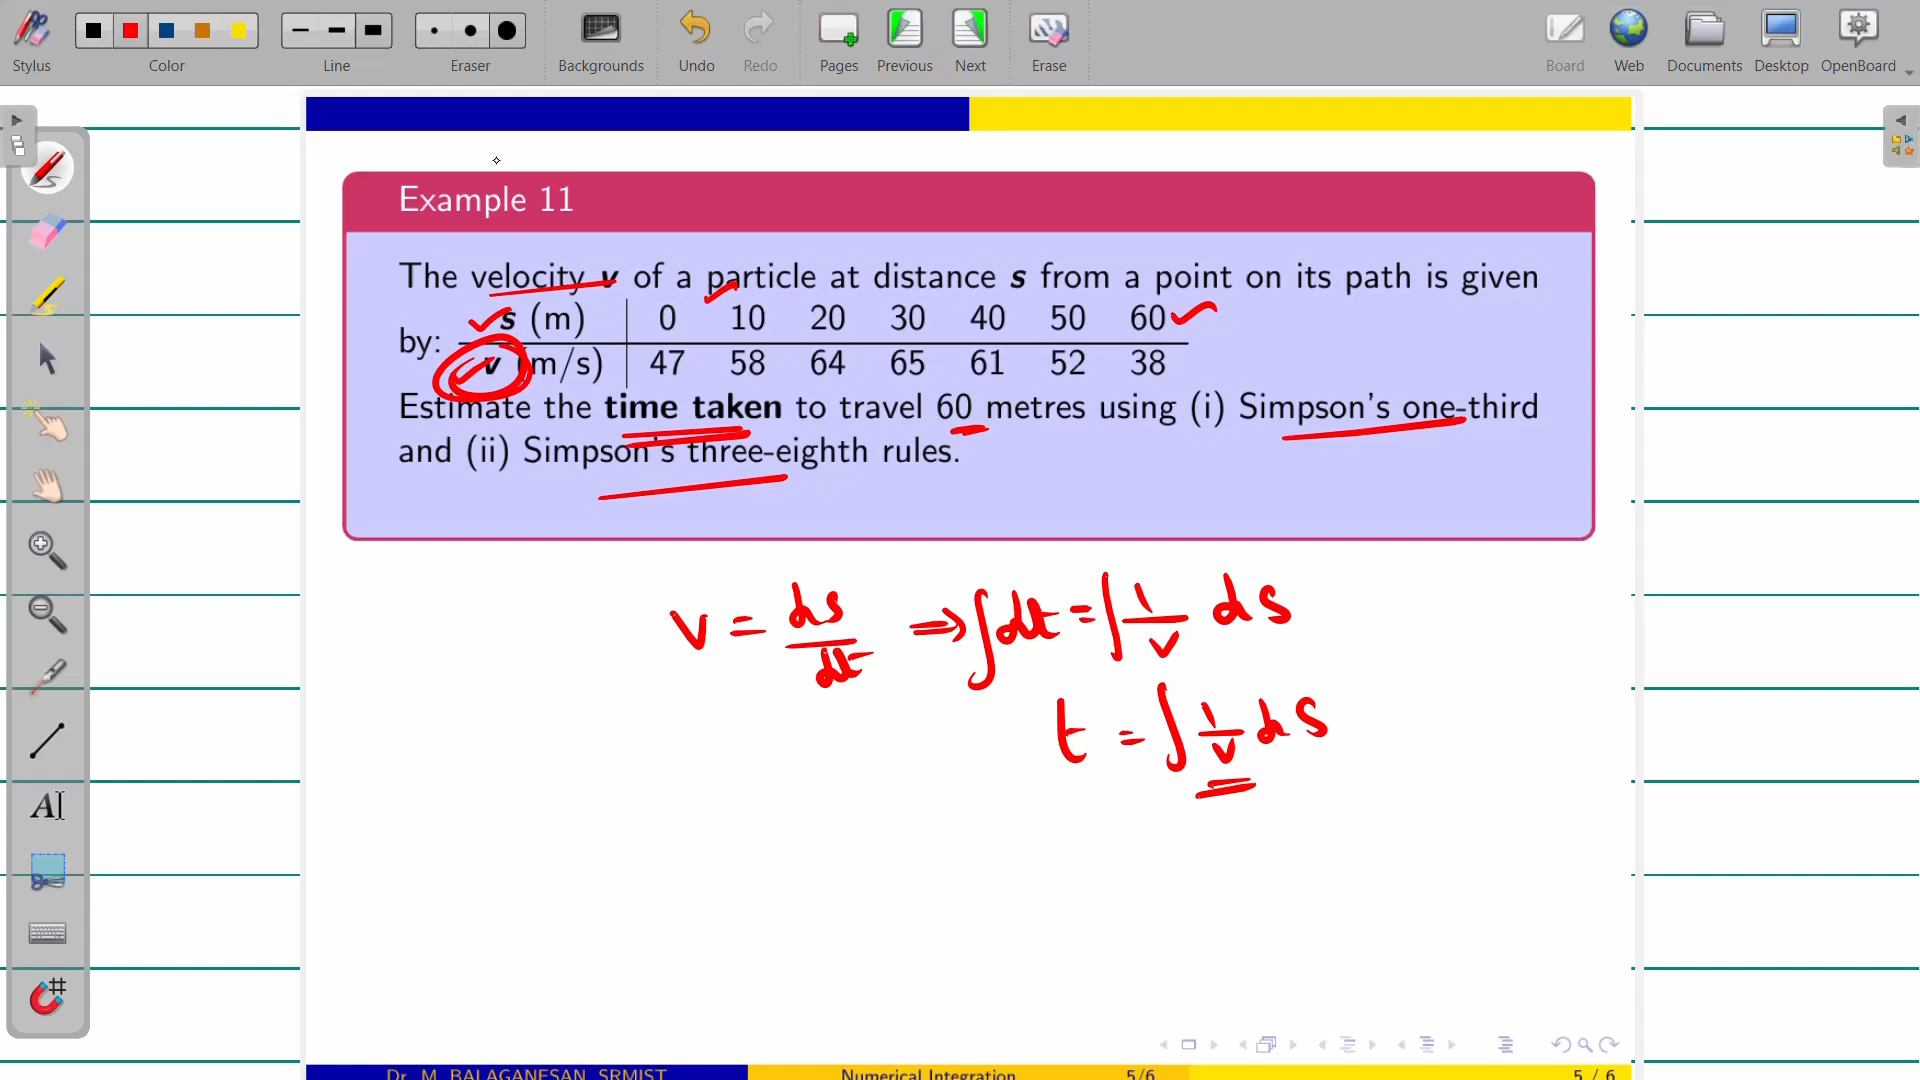 Stylus Color Line Eraser Backgrounds Undo Redo Pages Previous Next Erase Board Web Documents Desktop OpenBoard
Example 11
The velocity v of a particle at distance s from a point on its path is given
by:
s (m) 0 10 20 30 40 50 60
v (m/s) 47 58 64 65 61 52 38
Estimate the time taken to travel 60 metres using (i) Simpson's one-third
and (ii) Simpson's three-eighth rules.
v = ds/dt ⇒ ∫dt = ∫ 1/v ds
t = ∫ 1/v ds
AI
Dr. M. BALAGANESAN, SRMIST Numerical Integration 5/6 5 / 6